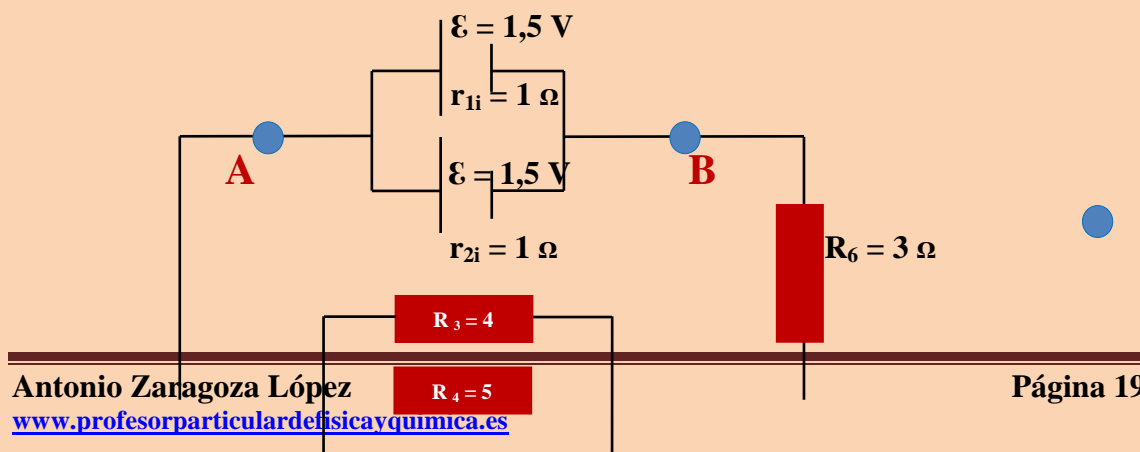 Ɛ = 1,5 V
r1i = 1 Ω
A
Ɛ = 1,5 V
B
r2i = 1 Ω
R6 = 3 Ω
R 3 = 4
R 4 = 5
Antonio Zaragoza López Página 19
www.profesorparticulardefisicayquimica.es